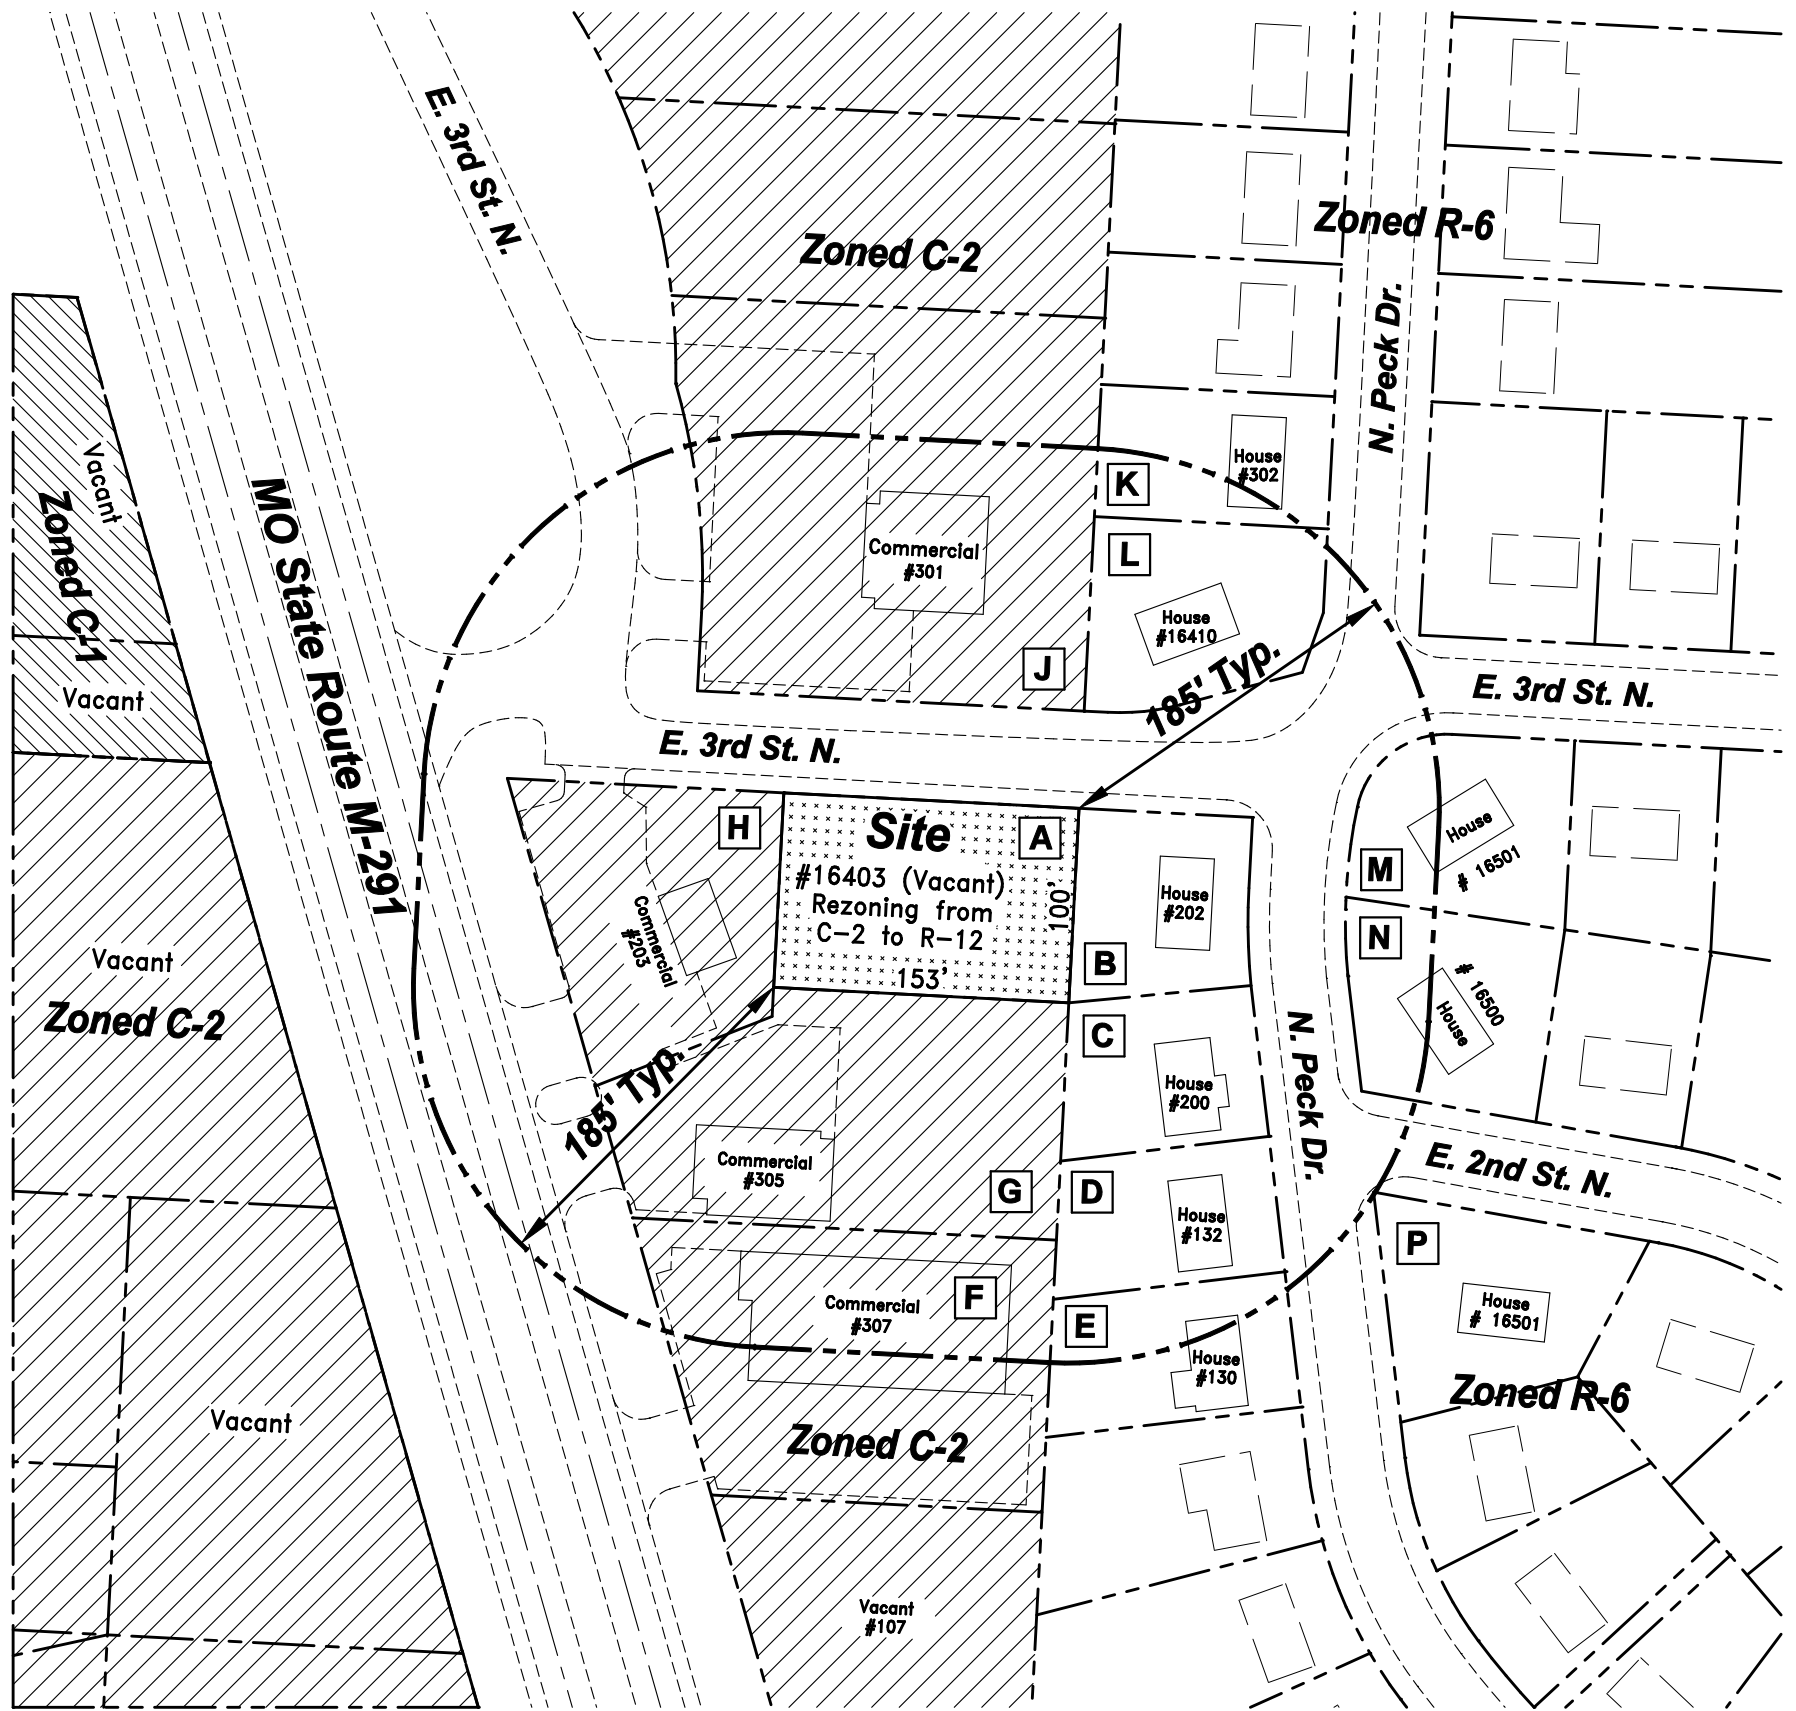 E. 3rd St. N.
Zoned C-2
Zoned R-6
N. Peck Dr.
Vacant
Zoned C-1
Vacant
MO State Route M-291
House
#302
K
L
Commercial
#301
House
#16410
J
185' Typ.
E. 3rd St. N.
E. 3rd St. N.
H
Site
A
#16403 (Vacant)
Rezoning from
C-2 to R-12
100'
153'
Commercial
#203
House
#202
B
House
# 16501
M
N
# 16500
House
Vacant
Zoned C-2
C
House
#200
N. Peck Dr.
185' Typ.
Commercial
#305
G
D
House
#132
E. 2nd St. N.
P
House
# 16501
Commercial
#307
F
E
House
#130
Zoned R-6
Vacant
Zoned C-2
Vacant
#107